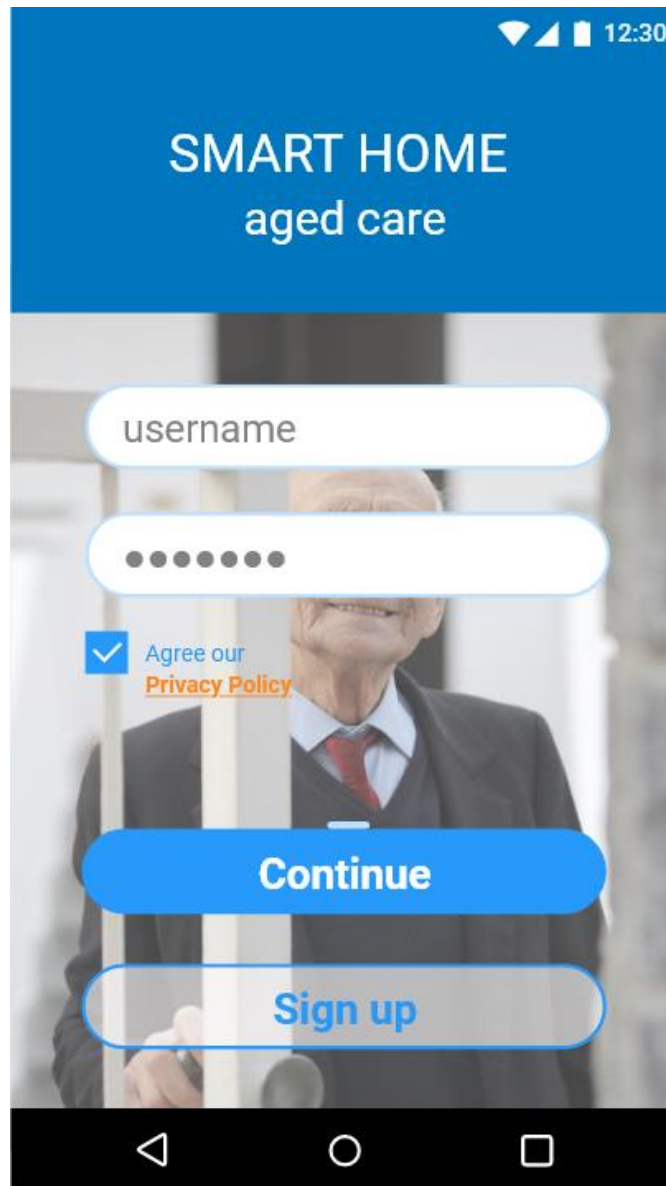 12:30
SMART HOME
aged care
username
●●●●●●●
Agree our
Privacy Policy
Continue
Sign up